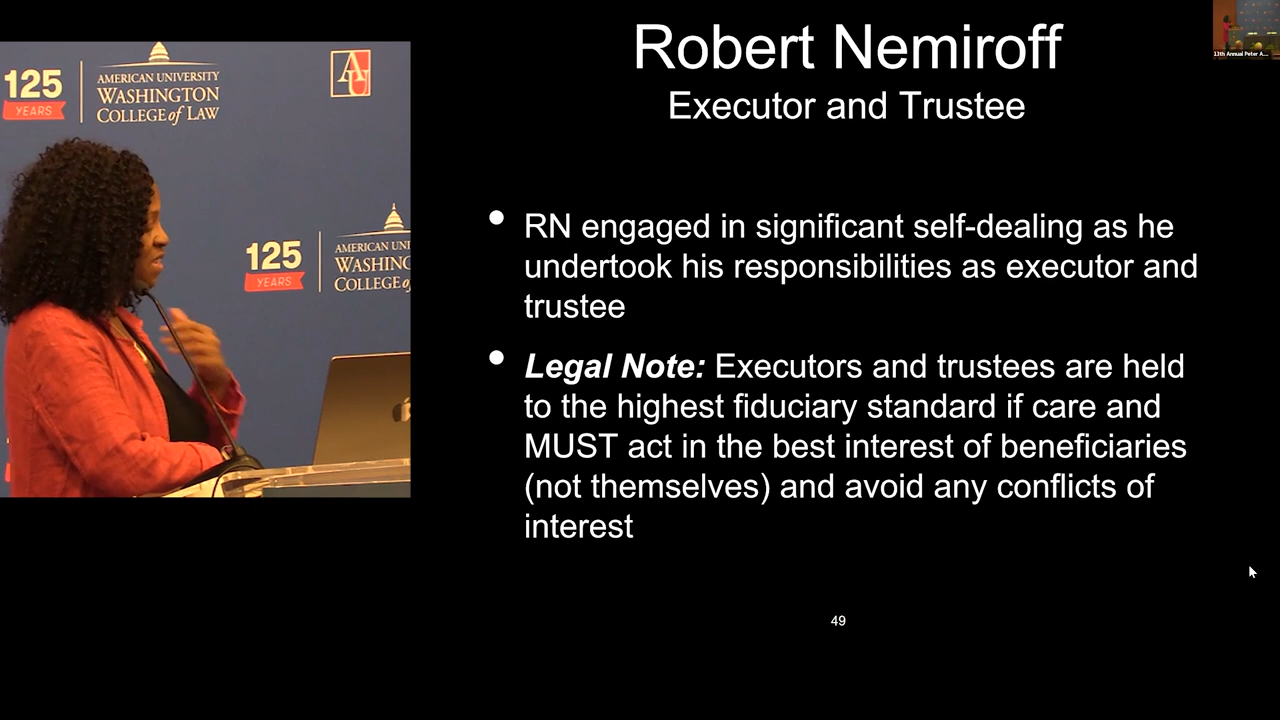 Robert Nemiroff
Executor and Trustee
• RN engaged in significant self-dealing as he
undertook his responsibilities as executor and
trustee
• Legal Note: Executors and trustees are held
to the highest fiduciary standard if care and
MUST act in the best interest of beneficiaries
(not themselves) and avoid any conflicts of
interest
49
125
YEARS
AMERICAN UNIVERSITY
WASHINGTON
COLLEGE of LAW
AU
125
YEARS
AMERICAN UNI
WASHING
COLLEGE of
13th Annual Peter A...